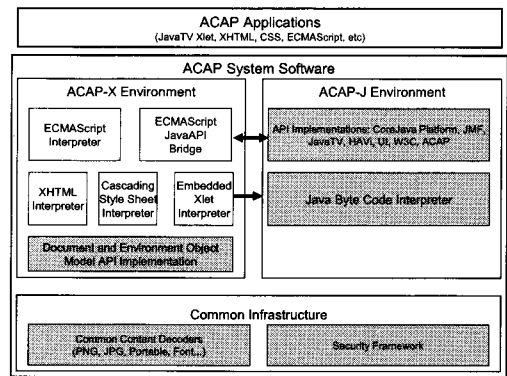 ACAP Applications
(JavaTV Xlet, XHTML, CSS, ECMAScript, etc)
ACAP System Software
ACAP-X Environment
ECMAScript
Interpreter
ECMAScript
JavaAPI
Bridge
XHTML
Interpreter
Cascading
Style Sheet
Interpreter
Embedded
Xlet
Interpreter
Document and Environment Object
Model API Implementation
ACAP-J Environment
API Implementations: CoreJava Platform, JMF,
JavaTV, HAVi, UI, W3C, ACAP
Java Byte Code Interpreter
Common Infrastructure
Common Content Decoders
(PNG, JPG, Portable, Font...)
Security Framework